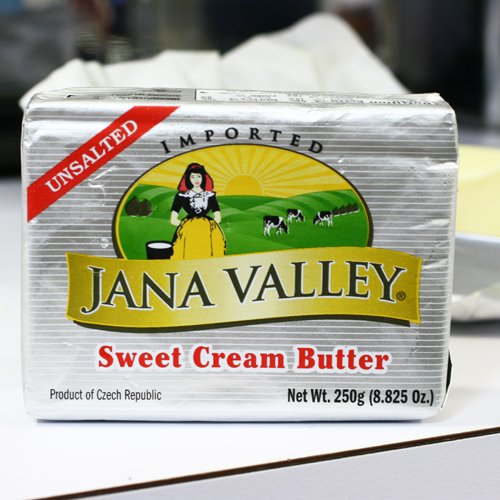 UNSALTED
IMPORTED
JANA VALLEY®
Sweet Cream Butter
Product of Czech Republic
Net Wt. 250g (8.825 Oz.)